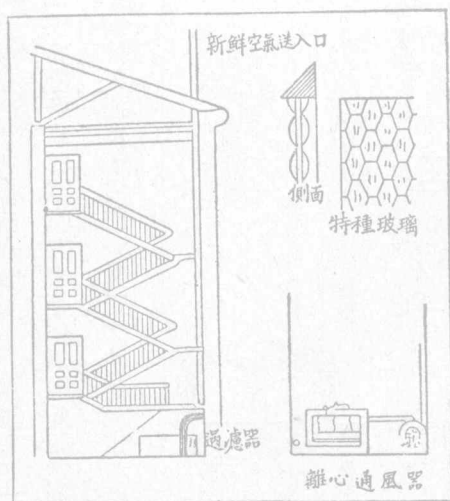 新鮮空氣送入口
側面
特種玻璃
過濾器
離心通風器